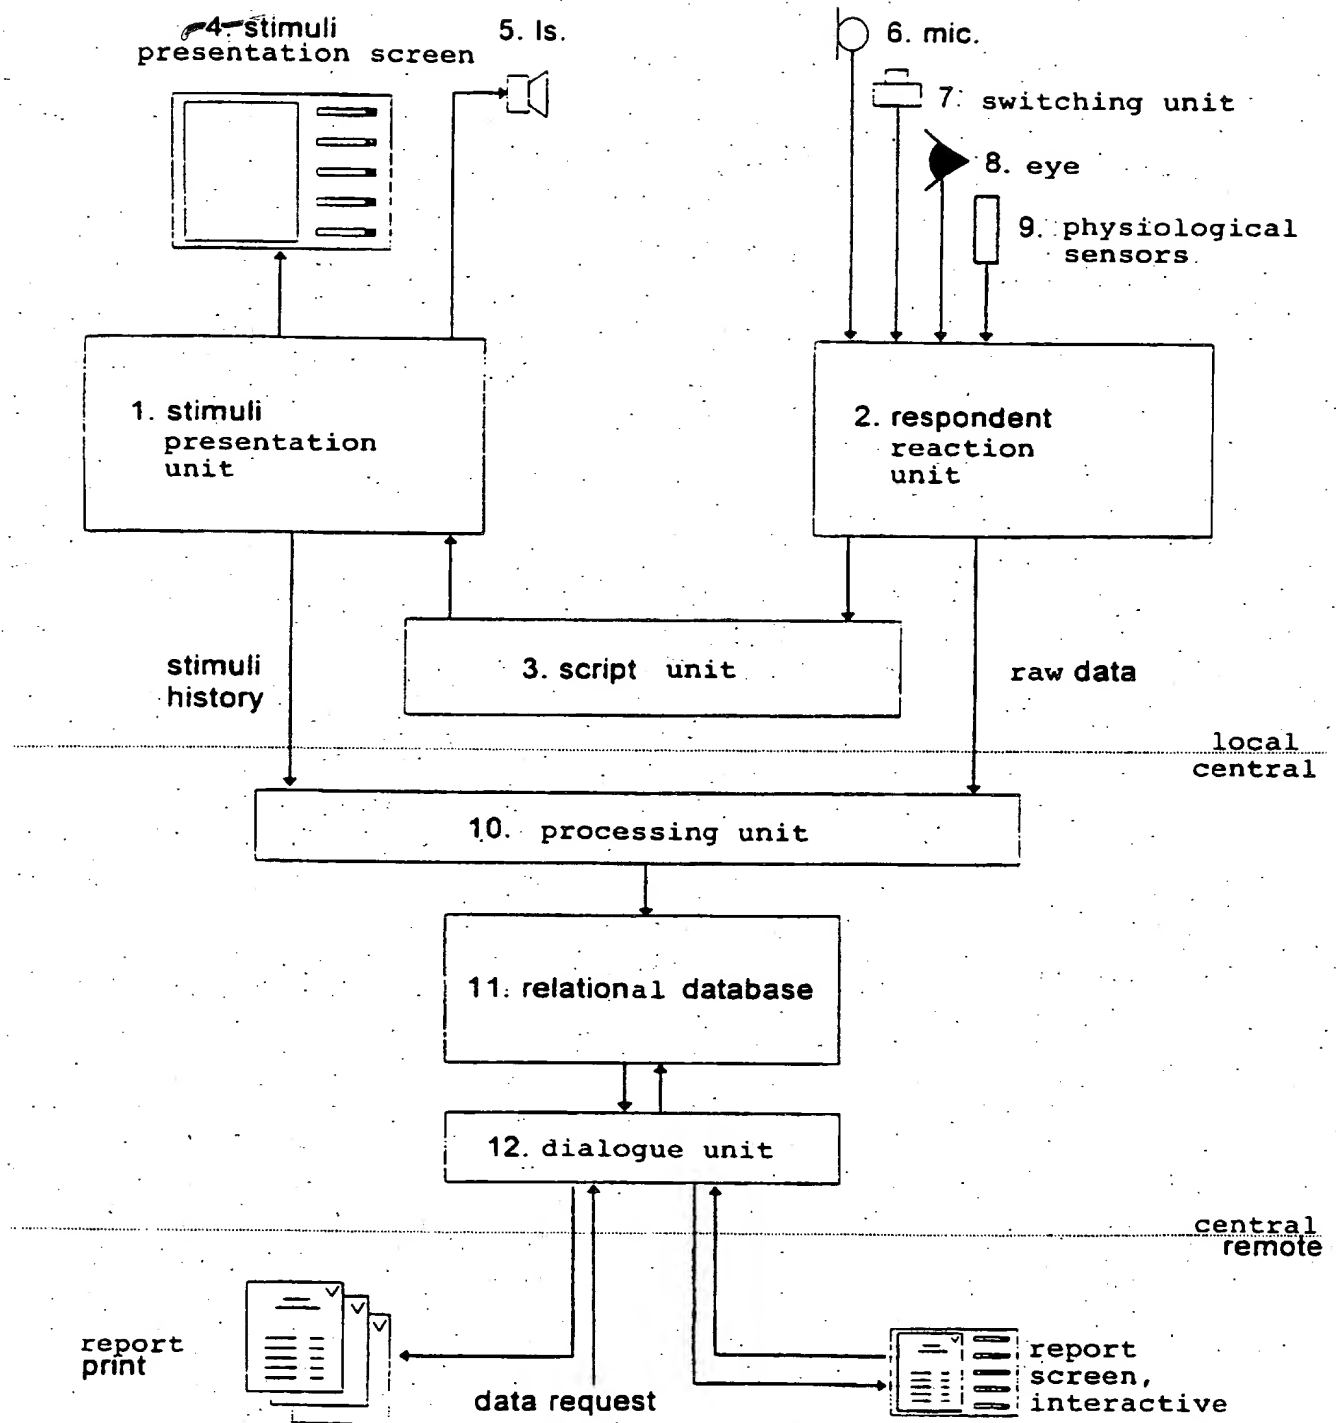 4. stimuli
presentation screen
5. ls.
6. mic.
7. switching unit
8. eye
9. physiological
sensors
1. stimuli
presentation
unit
2. respondent
reaction
unit
3. script unit
stimuli
history
raw data
local
central
10. processing unit
11. relational database
12. dialogue unit
central
remote
report
print
data request
report
screen,
interactive